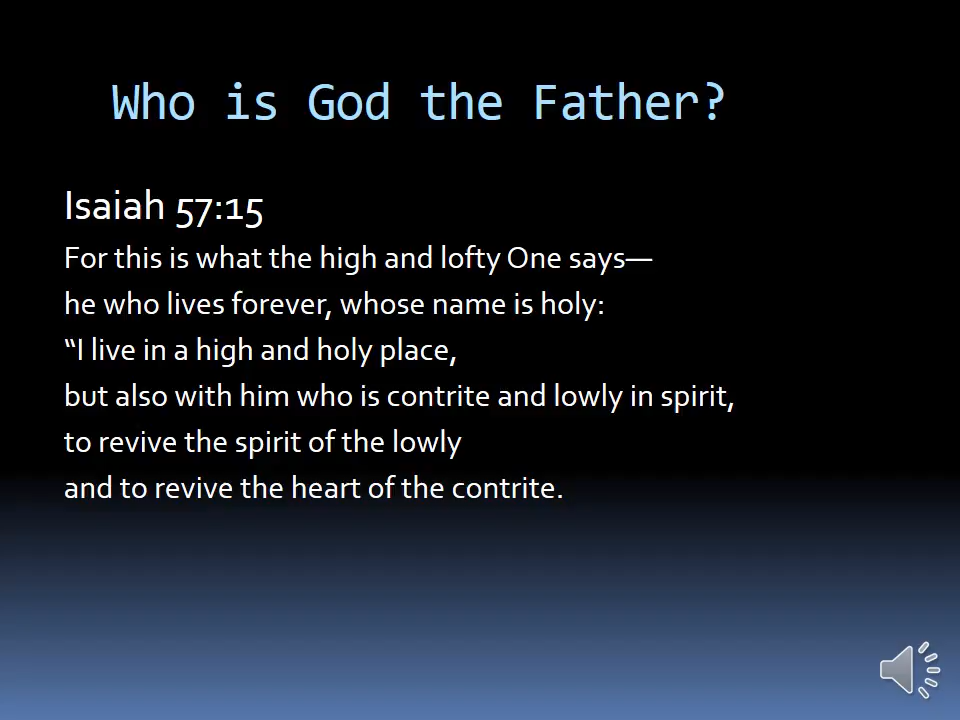 Who is God the Father?
Isaiah 57:15
For this is what the high and lofty One says—
he who lives forever, whose name is holy:
“I live in a high and holy place,
but also with him who is contrite and lowly in spirit,
to revive the spirit of the lowly
and to revive the heart of the contrite.